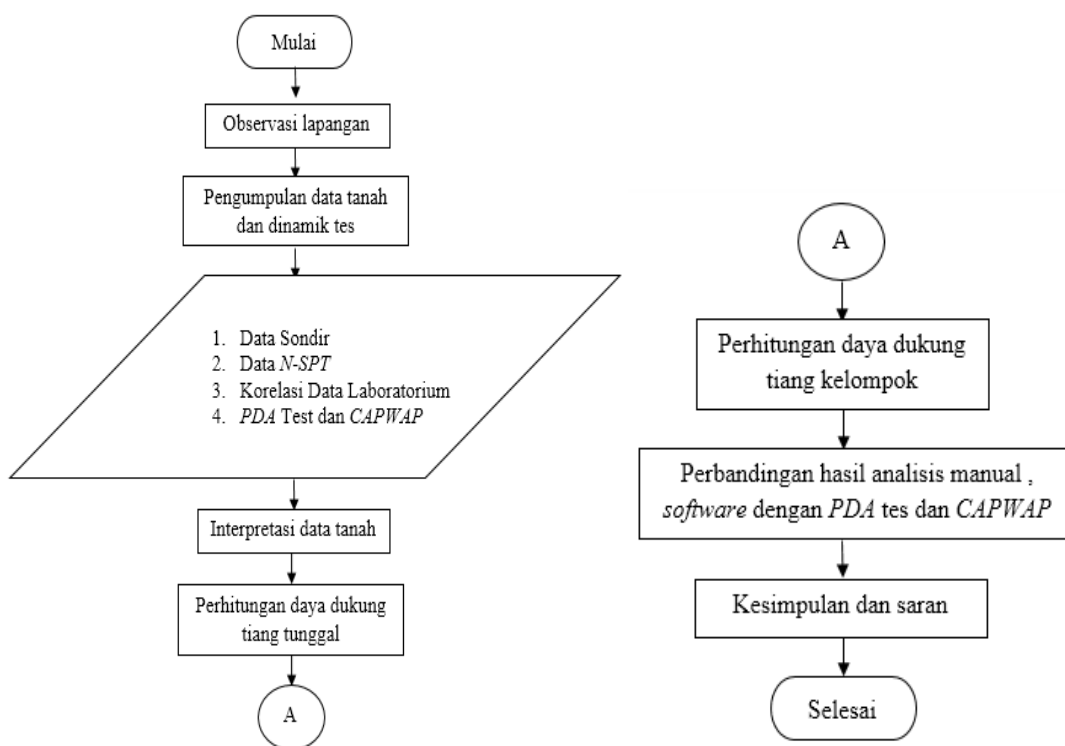 Mulai
Observasi lapangan
Pengumpulan data tanah
dan dinamik tes
1. Data Sondir
2. Data N-SPT
3. Korelasi Data Laboratorium
4. PDA Test dan CAPWAP
Interpretasi data tanah
Perhitungan daya dukung
tiang tunggal
A
A
Perhitungan daya dukung
tiang kelompok
Perbandingan hasil analisis manual ,
software dengan PDA tes dan CAPWAP
Kesimpulan dan saran
Selesai